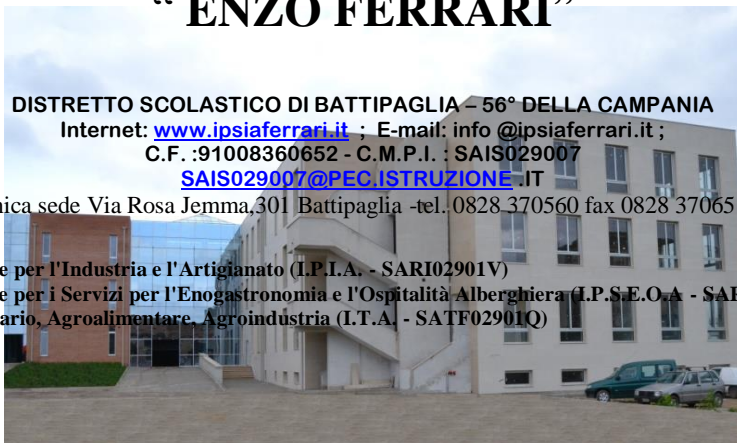 “ ENZO FERRARI”
DISTRETTO SCOLASTICO DI BATTIPAGLIA – 56° DELLA CAMPANIA
Internet: www.ipsiaferrari.it ; E-mail: info @ipsiaferrari.it ;
C.F. :91008360652 - C.M.P.I. : SAIS029007
SAIS029007@PEC.ISTRUZIONE .IT
sede Via Rosa Jemma,301 Battipaglia -tel. 0828 370560 fax 0828 37065
per l'Industria e l'Artigianato (I.P.I.A. - SARI02901V)
per i Servizi per l'Enogastronomia e l'Ospitalità Alberghiera (I.P.S.E.O.A -
Agroalimentare, Agroindustria (I.T.A. - SATF02901Q)